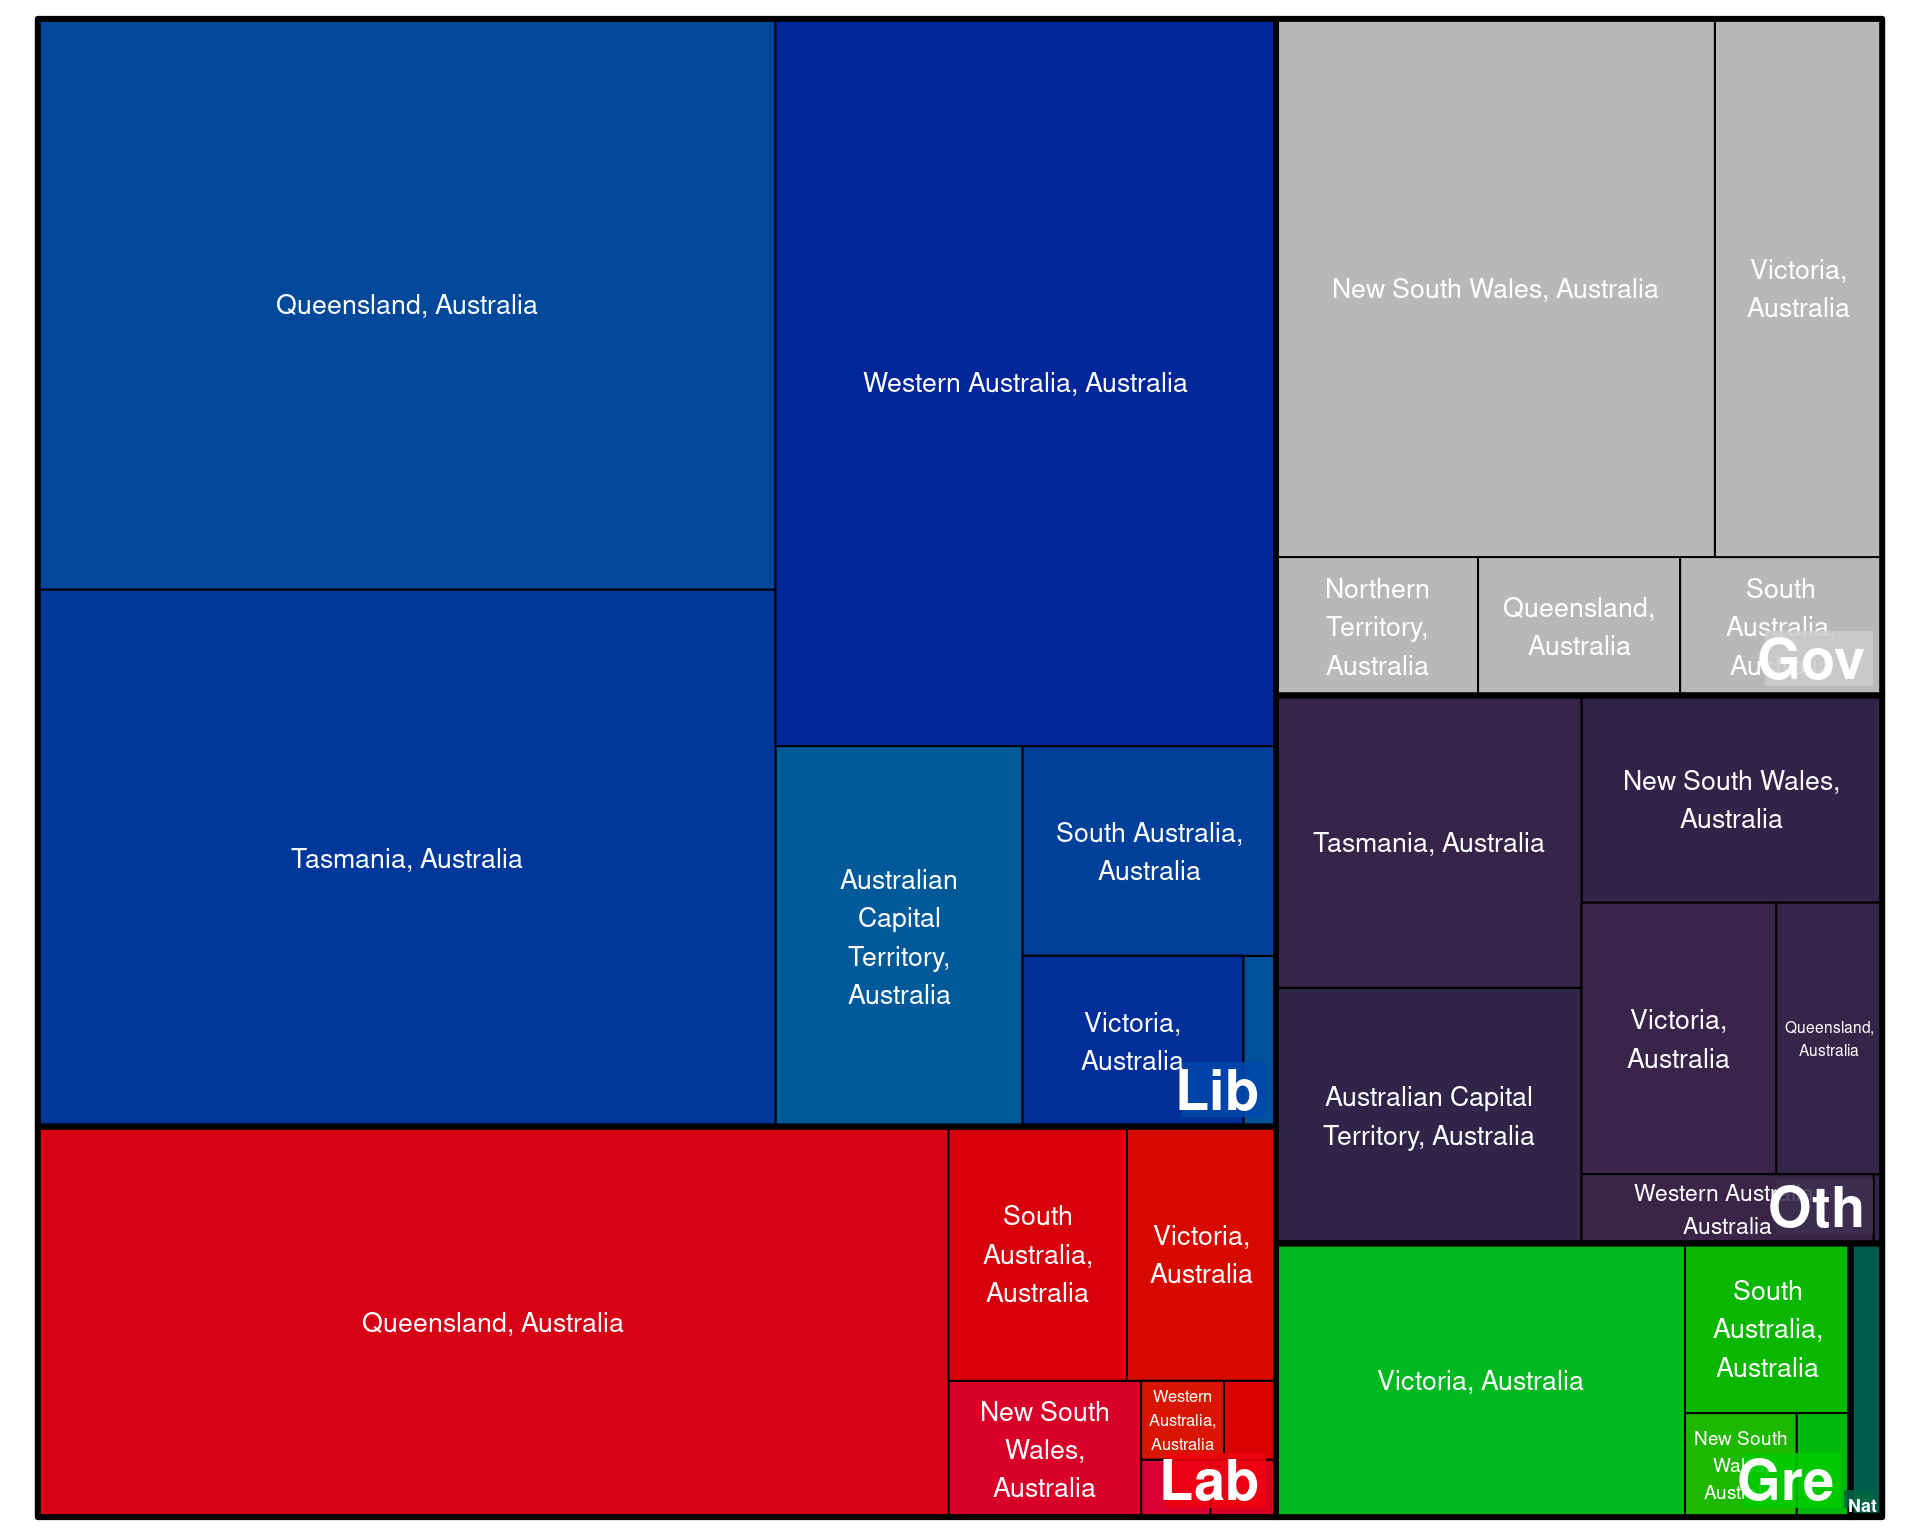 Queensland, Australia
Tasmania, Australia
Western Australia, Australia
Australian
Capital
Territory,
Australia
South Australia,
Australia
Victoria,
Australia
Lib
New South Wales, Australia
Victoria,
Australia
Northern
Territory,
Australia
Queensland,
Australia
South
Australia,
Gov
Tasmania, Australia
New South Wales,
Australia
Australian Capital
Territory, Australia
Victoria,
Australia
Queensland,
Australia
Western Australia,
Australia
Oth
Queensland, Australia
South
Australia,
Australia
Victoria,
Australia
New South
Wales,
Australia
Western
Australia,
Australia
Lab
Victoria, Australia
South
Australia,
Australia
New South
Gre
Nat